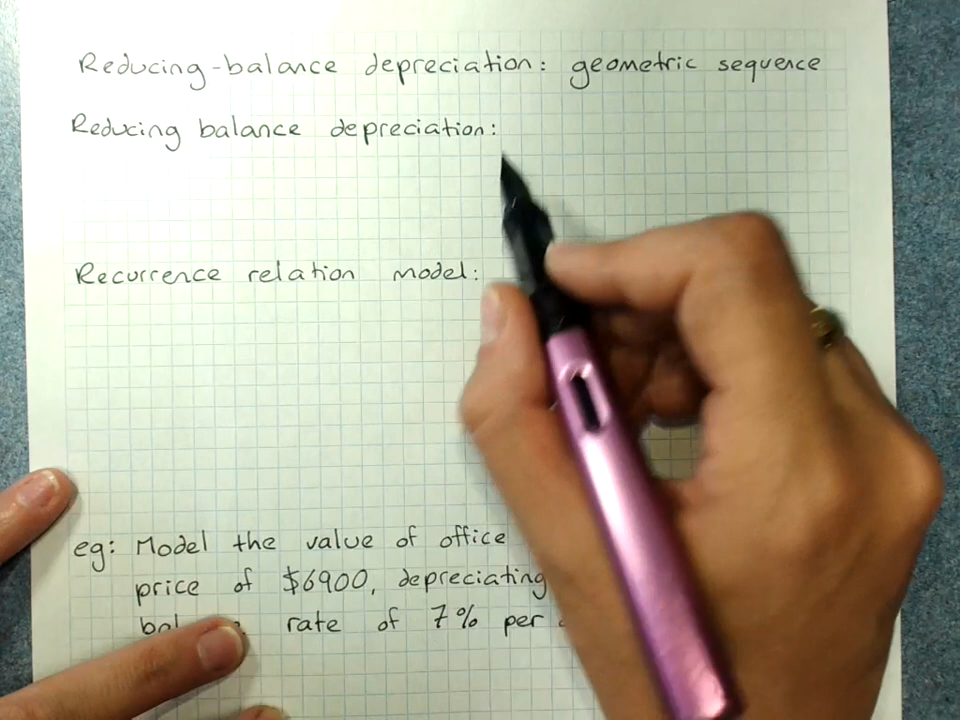 Reducing-balance depreciation: geometric sequence
Reducing balance depreciation:
Recurrence relation model:
eg: Model the value of office
price of $6900, depreciating
rate of 7% per